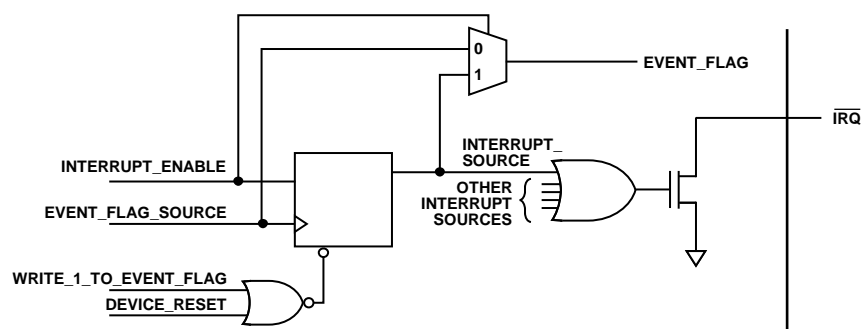 0
1
EVENT_FLAG
IRQ
INTERRUPT_
SOURCE
INTERRUPT_ENABLE
OTHER
INTERRUPT
SOURCES
EVENT_FLAG_SOURCE
WRITE_1_TO_EVENT_FLAG
DEVICE_RESET